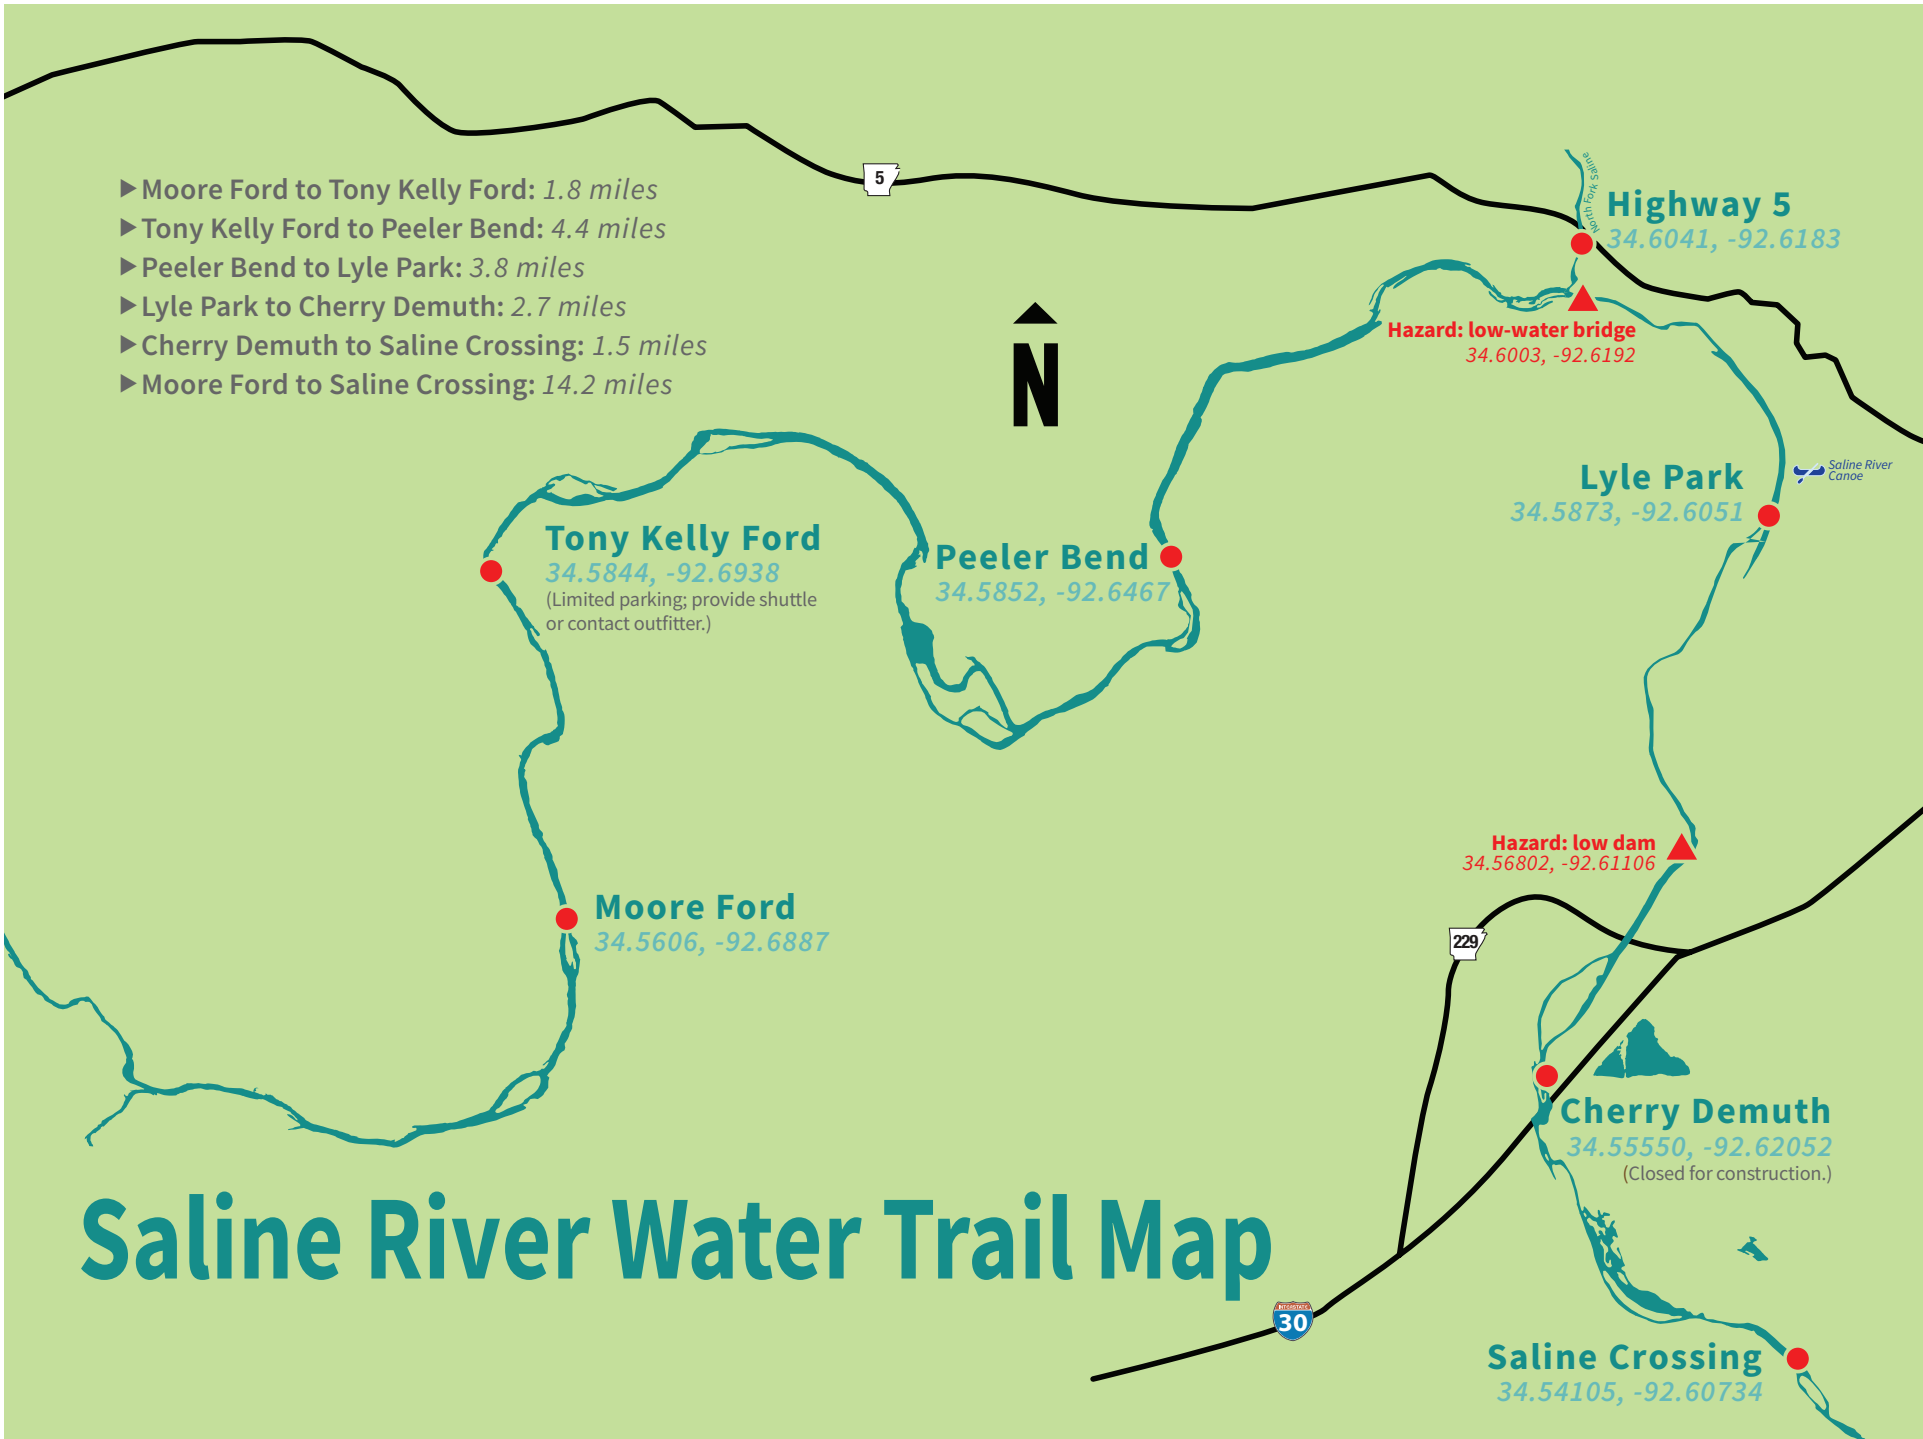 5
▶Moore Ford to Tony Kelly Ford: 1.8 miles
▶Tony Kelly Ford to Peeler Bend: 4.4 miles
▶Peeler Bend to Lyle Park: 3.8 miles
▶Lyle Park to Cherry Demuth: 2.7 miles
▶Cherry Demuth to Saline Crossing: 1.5 miles
▶Moore Ford to Saline Crossing: 14.2 miles
North Fork Saline
Highway 5
34.6041, -92.6183
Hazard: low-water bridge
34.6003, -92.6192
N
Lyle Park
34.5873, -92.6051
Saline River
Canoe
Tony Kelly Ford
34.5844, -92.6938
(Limited parking; provide shuttle
or contact outfitter.)
Peeler Bend
34.5852, -92.6467
Hazard: low dam
34.56802, -92.61106
Moore Ford
34.5606, -92.6887
229
Cherry Demuth
34.55550, -92.62052
(Closed for construction.)
Saline River Water Trail Map
INTERSTATE
30
Saline Crossing
34.54105, -92.60734